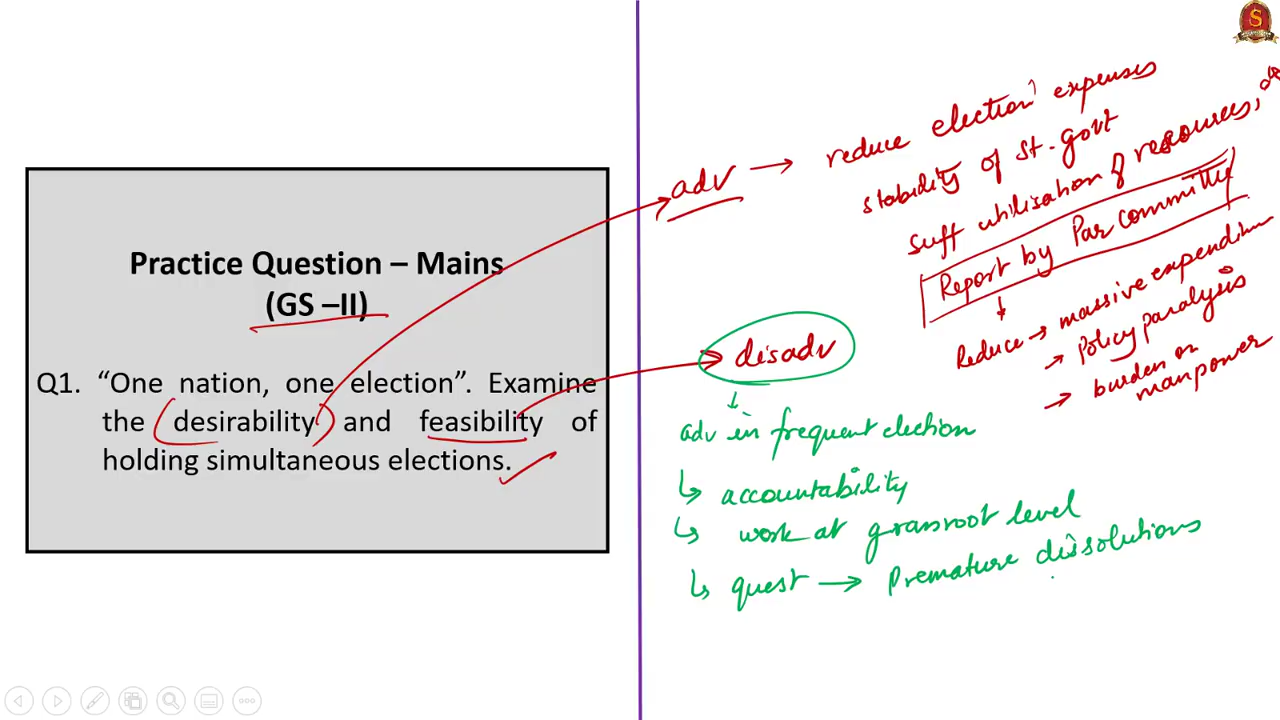 Practice Question – Mains
(GS –II)
Q1. “One nation, one election”. Examine
the desirability and feasibility of
holding simultaneous elections.
adv → reduce election expenses
stability of st. govt
suff utilisation of resources,
Report by Par committee
Reduce → massive expenditure
→ Policy paralysis
→ burden on
manpower
disadv
adv in frequent election
↳ accountability
↳ work at grassroot level
↳ quest → Premature dissolutions
S